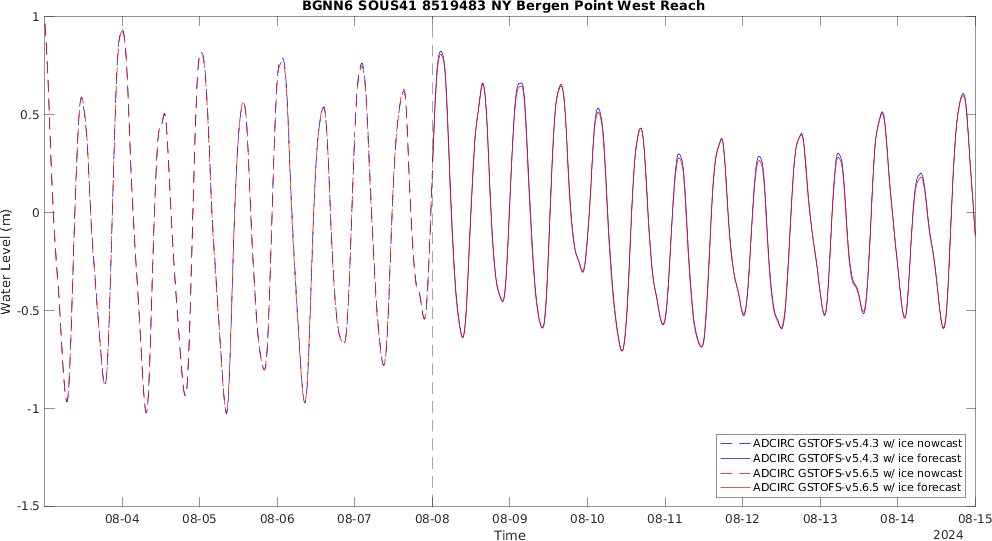 BGNN6 SOUS41 8519483 NY Bergen Point West Reach
1
0.5
0
-0.5
-1
-1.5
Water Level (m)
08-04 08-05 08-06 08-07 08-08 08-09 08-10 08-11 08-12 08-13 08-14 08-15
Time
2024
ADCIRC GSTOFS-v5.4.3 w/ ice nowcast
ADCIRC GSTOFS-v5.4.3 w/ ice forecast
ADCIRC GSTOFS-v5.6.5 w/ ice nowcast
ADCIRC GSTOFS-v5.6.5 w/ ice forecast